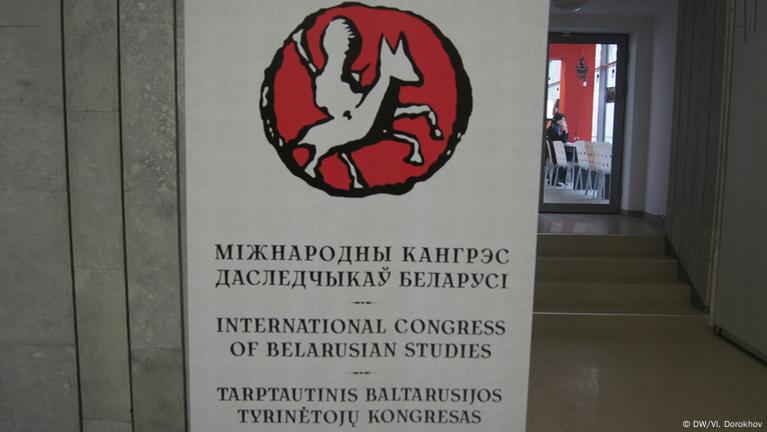 МІЖНАРОДНЫ КАНГРЭС
ДАСЛЕДЧЫКАЎ БЕЛАРУСІ
INTERNATIONAL CONGRESS
OF BELARUSIAN STUDIES
TARPTAUTINIS BALTARUSIJOS
TYRINĖTOJŲ KONGRESAS
© DW/Vl. Dorokhov